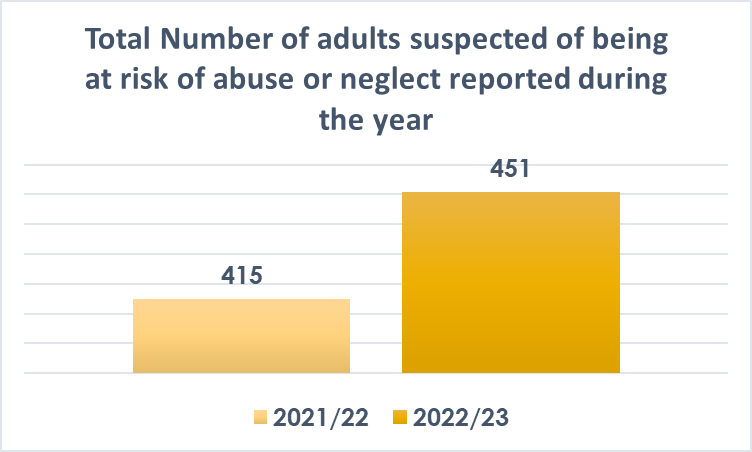 Total Number of adults suspected of being
at risk of abuse or neglect reported during
the year
451
415
2021/22 2022/23